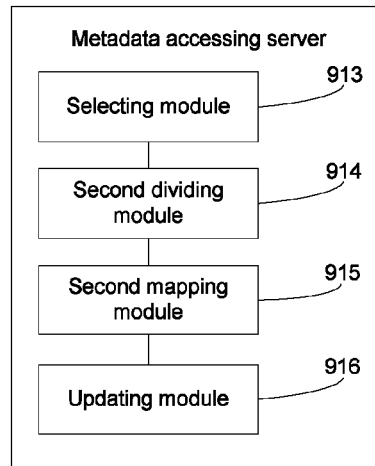 Metadata accessing server
913
Selecting module
914
Second dividing
module
915
Second mapping
module
916
Updating module